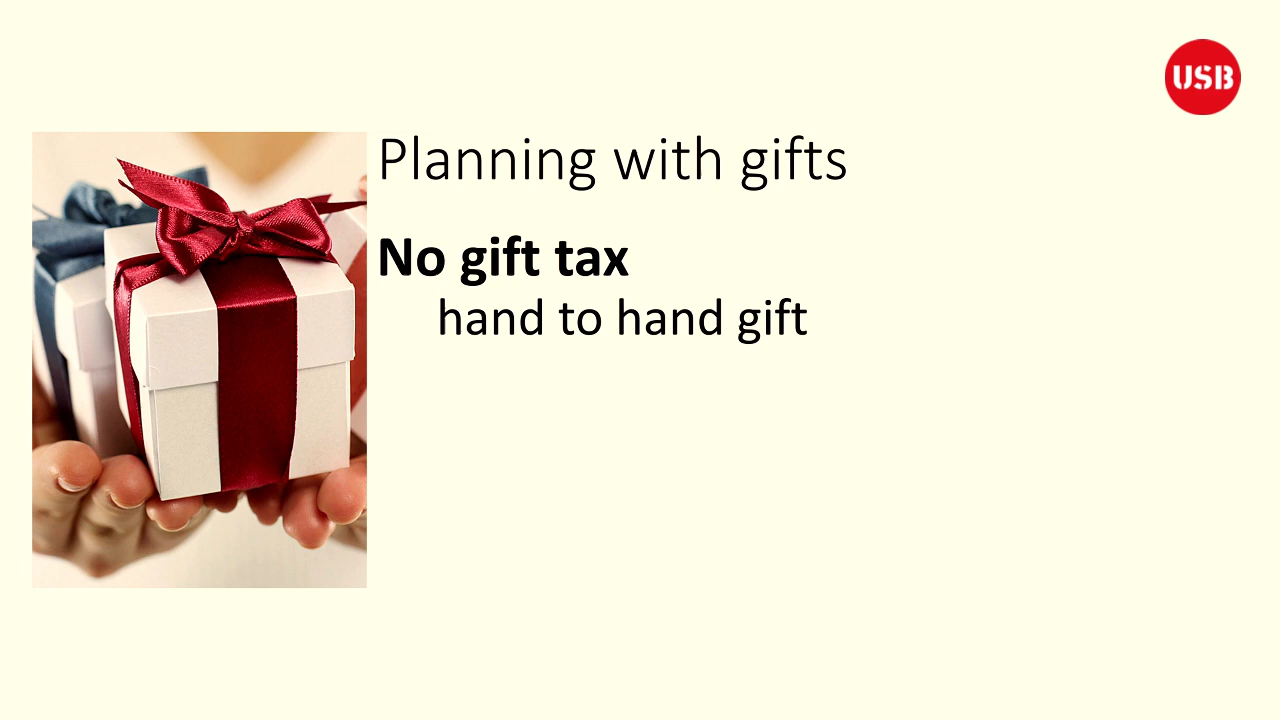 USB
Planning with gifts
No gift tax
hand to hand gift